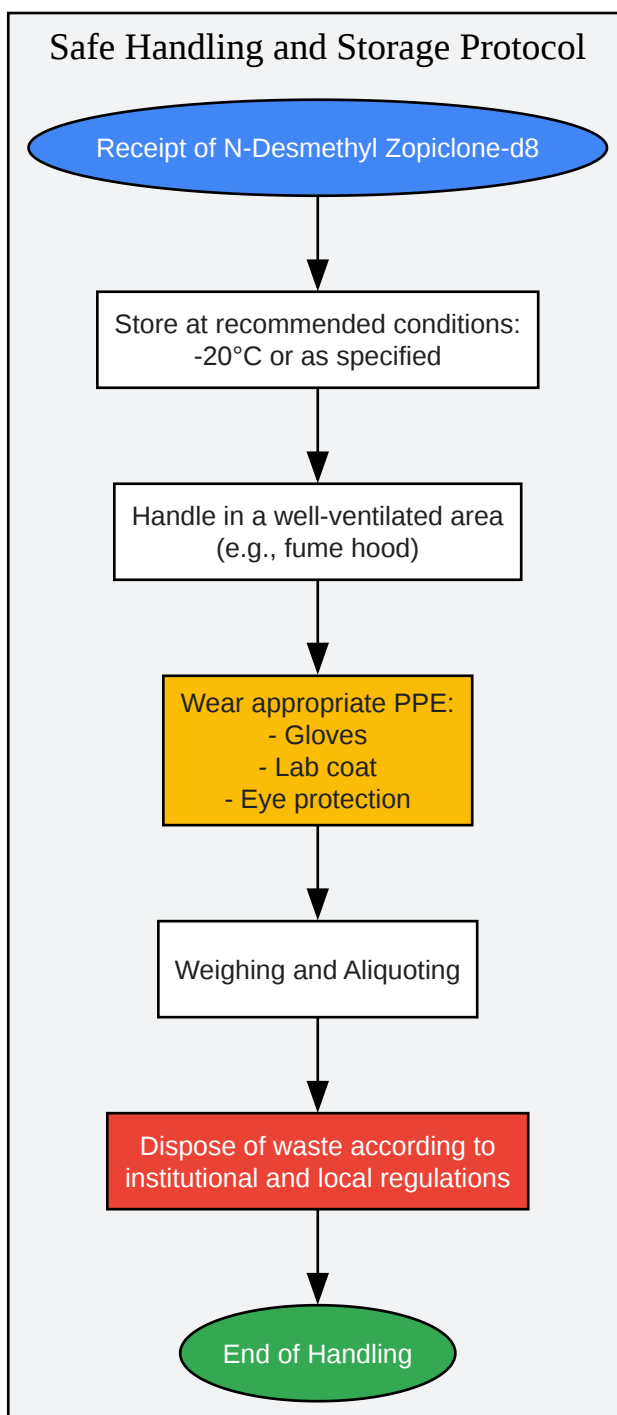 Safe Handling and Storage Protocol
Receipt of N-Desmethyl Zopiclone-d8
Store at recommended conditions:
-20°C or as specified
Handle in a well-ventilated area
(e.g., fume hood)
Wear appropriate PPE:
- Gloves
- Lab coat
- Eye protection
Weighing and Aliquoting
Dispose of waste according to
institutional and local regulations
End of Handling